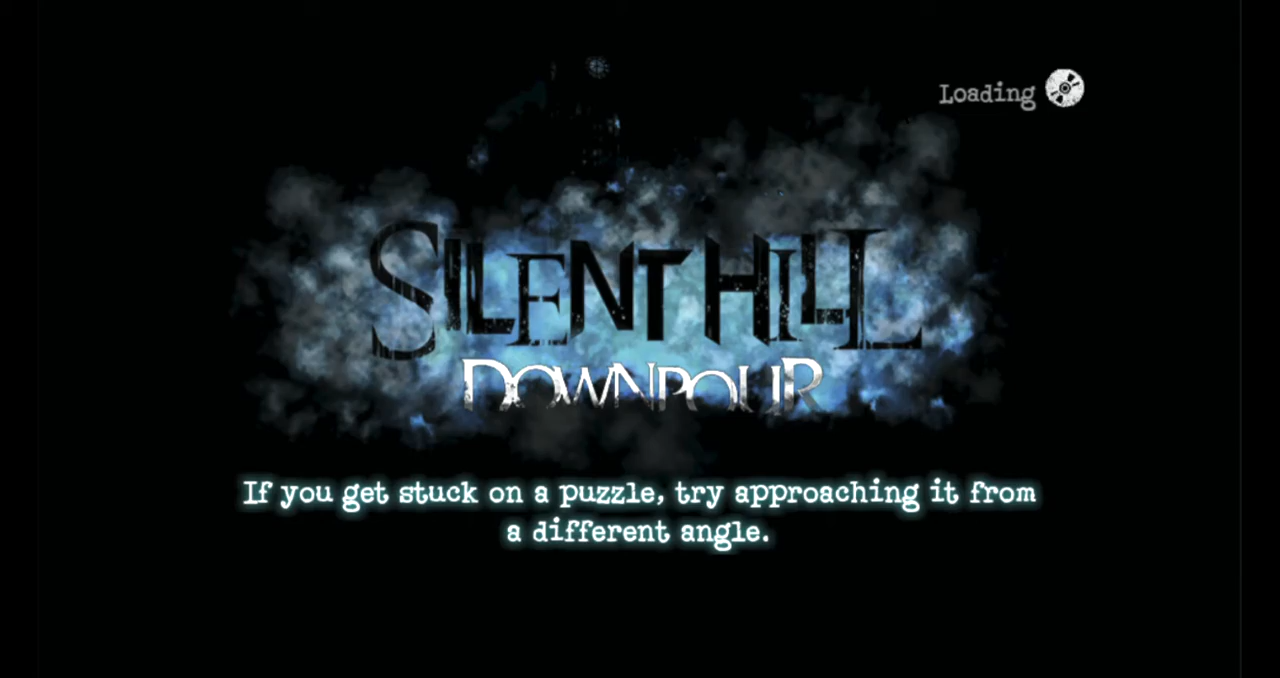 Loading
SILENT HILL
DOWNPOUR
If you get stuck on a puzzle, try approaching it from
a different angle.